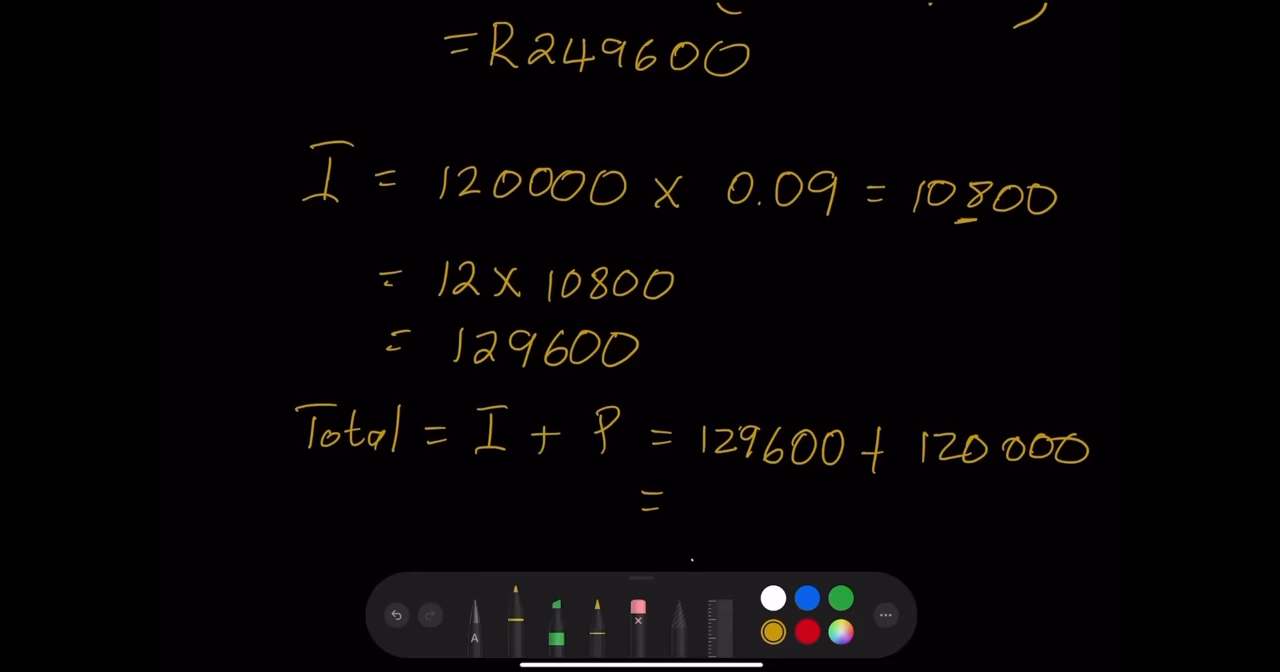 = R249600
I = 120000 x 0.09 = 10800
= 12 x 10800
= 129600
Total = I + P = 129600 + 120000
=
A